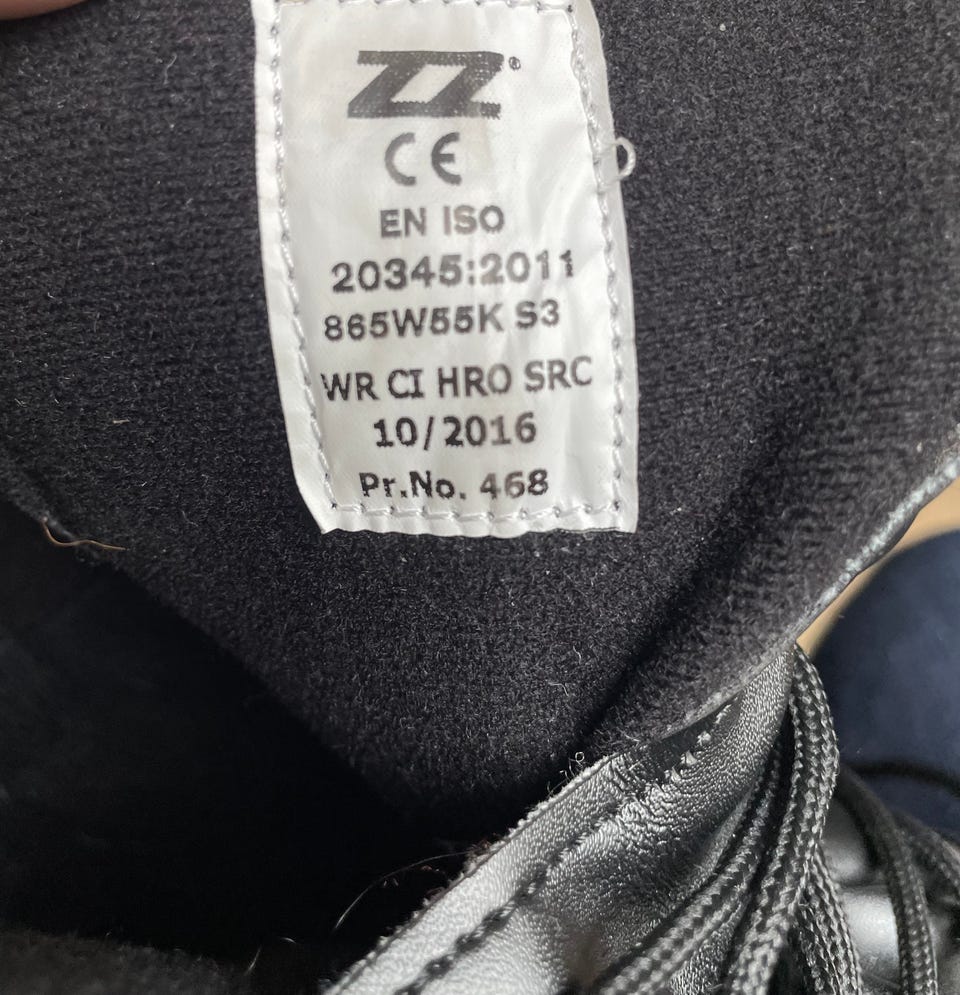 ZZ®
CE
EN ISO
20345:2011
865W55K S3
WR CI HRO SRC
10/2016
Pr.No. 468